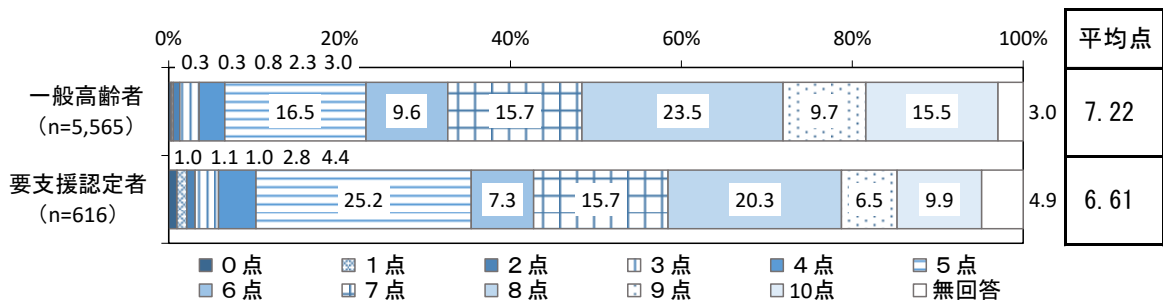 0% 20% 40% 60% 80% 100%
平均点
0.3 0.3 0.8 2.3 3.0
一般高齢者
（n=5,565）
16.5 9.6 15.7 23.5 9.7 15.5 3.0
7.22
1.0 1.1 1.0 2.8 4.4
要支援認定者
（n=616）
25.2 7.3 15.7 20.3 6.5 9.9 4.9
6.61
０点 １点 ２点 ３点 ４点 ５点
６点 ７点 ８点 ９点 10点 無回答